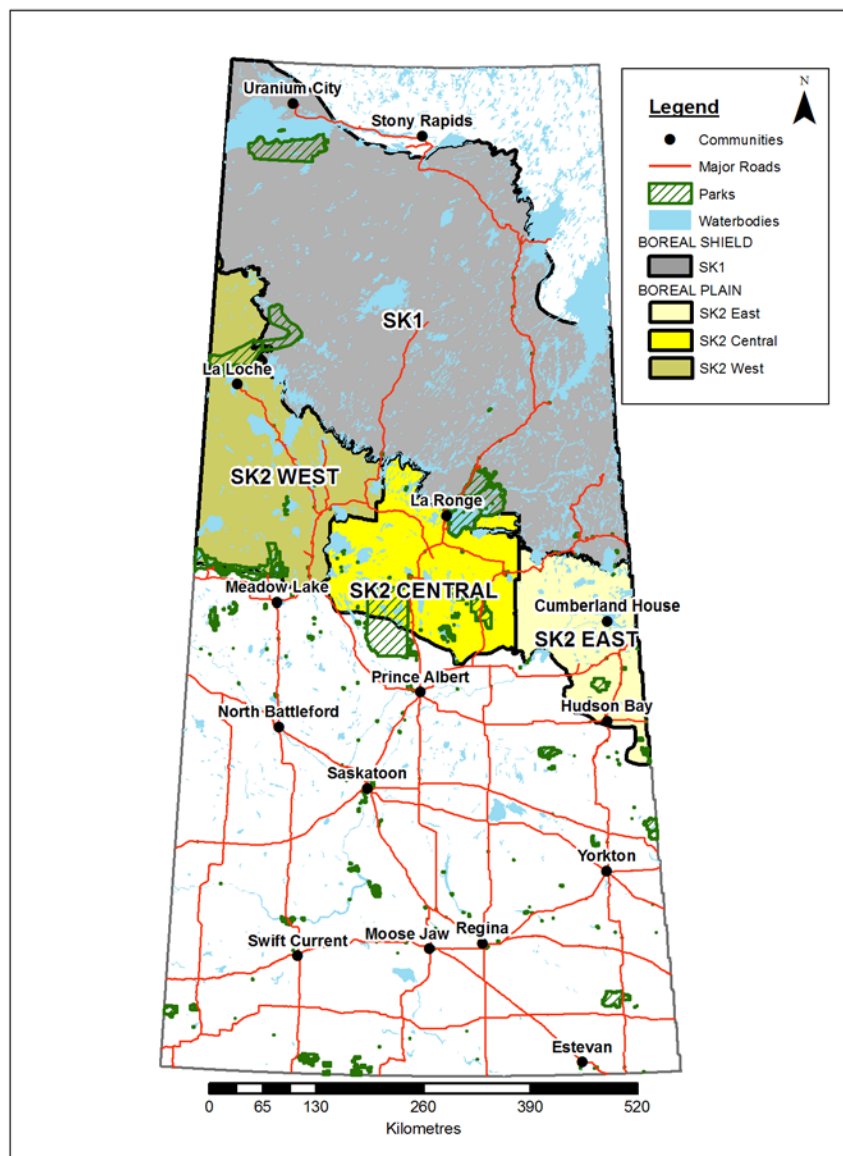 Uranium City
Stony Rapids
SK1
La Loche
SK2 WEST
La Ronge
Meadow Lake
SK2 CENTRAL
Cumberland House
SK2 EAST
Prince Albert
Hudson Bay
North Battleford
Saskatoon
Yorkton
Swift Current
Moose Jaw
Regina
Estevan
0 65 130 260 390 520
Kilometres
N
Legend
Communities
Major Roads
Parks
Waterbodies
BOREAL SHIELD
SK1
BOREAL PLAIN
SK2 East
SK2 Central
SK2 West